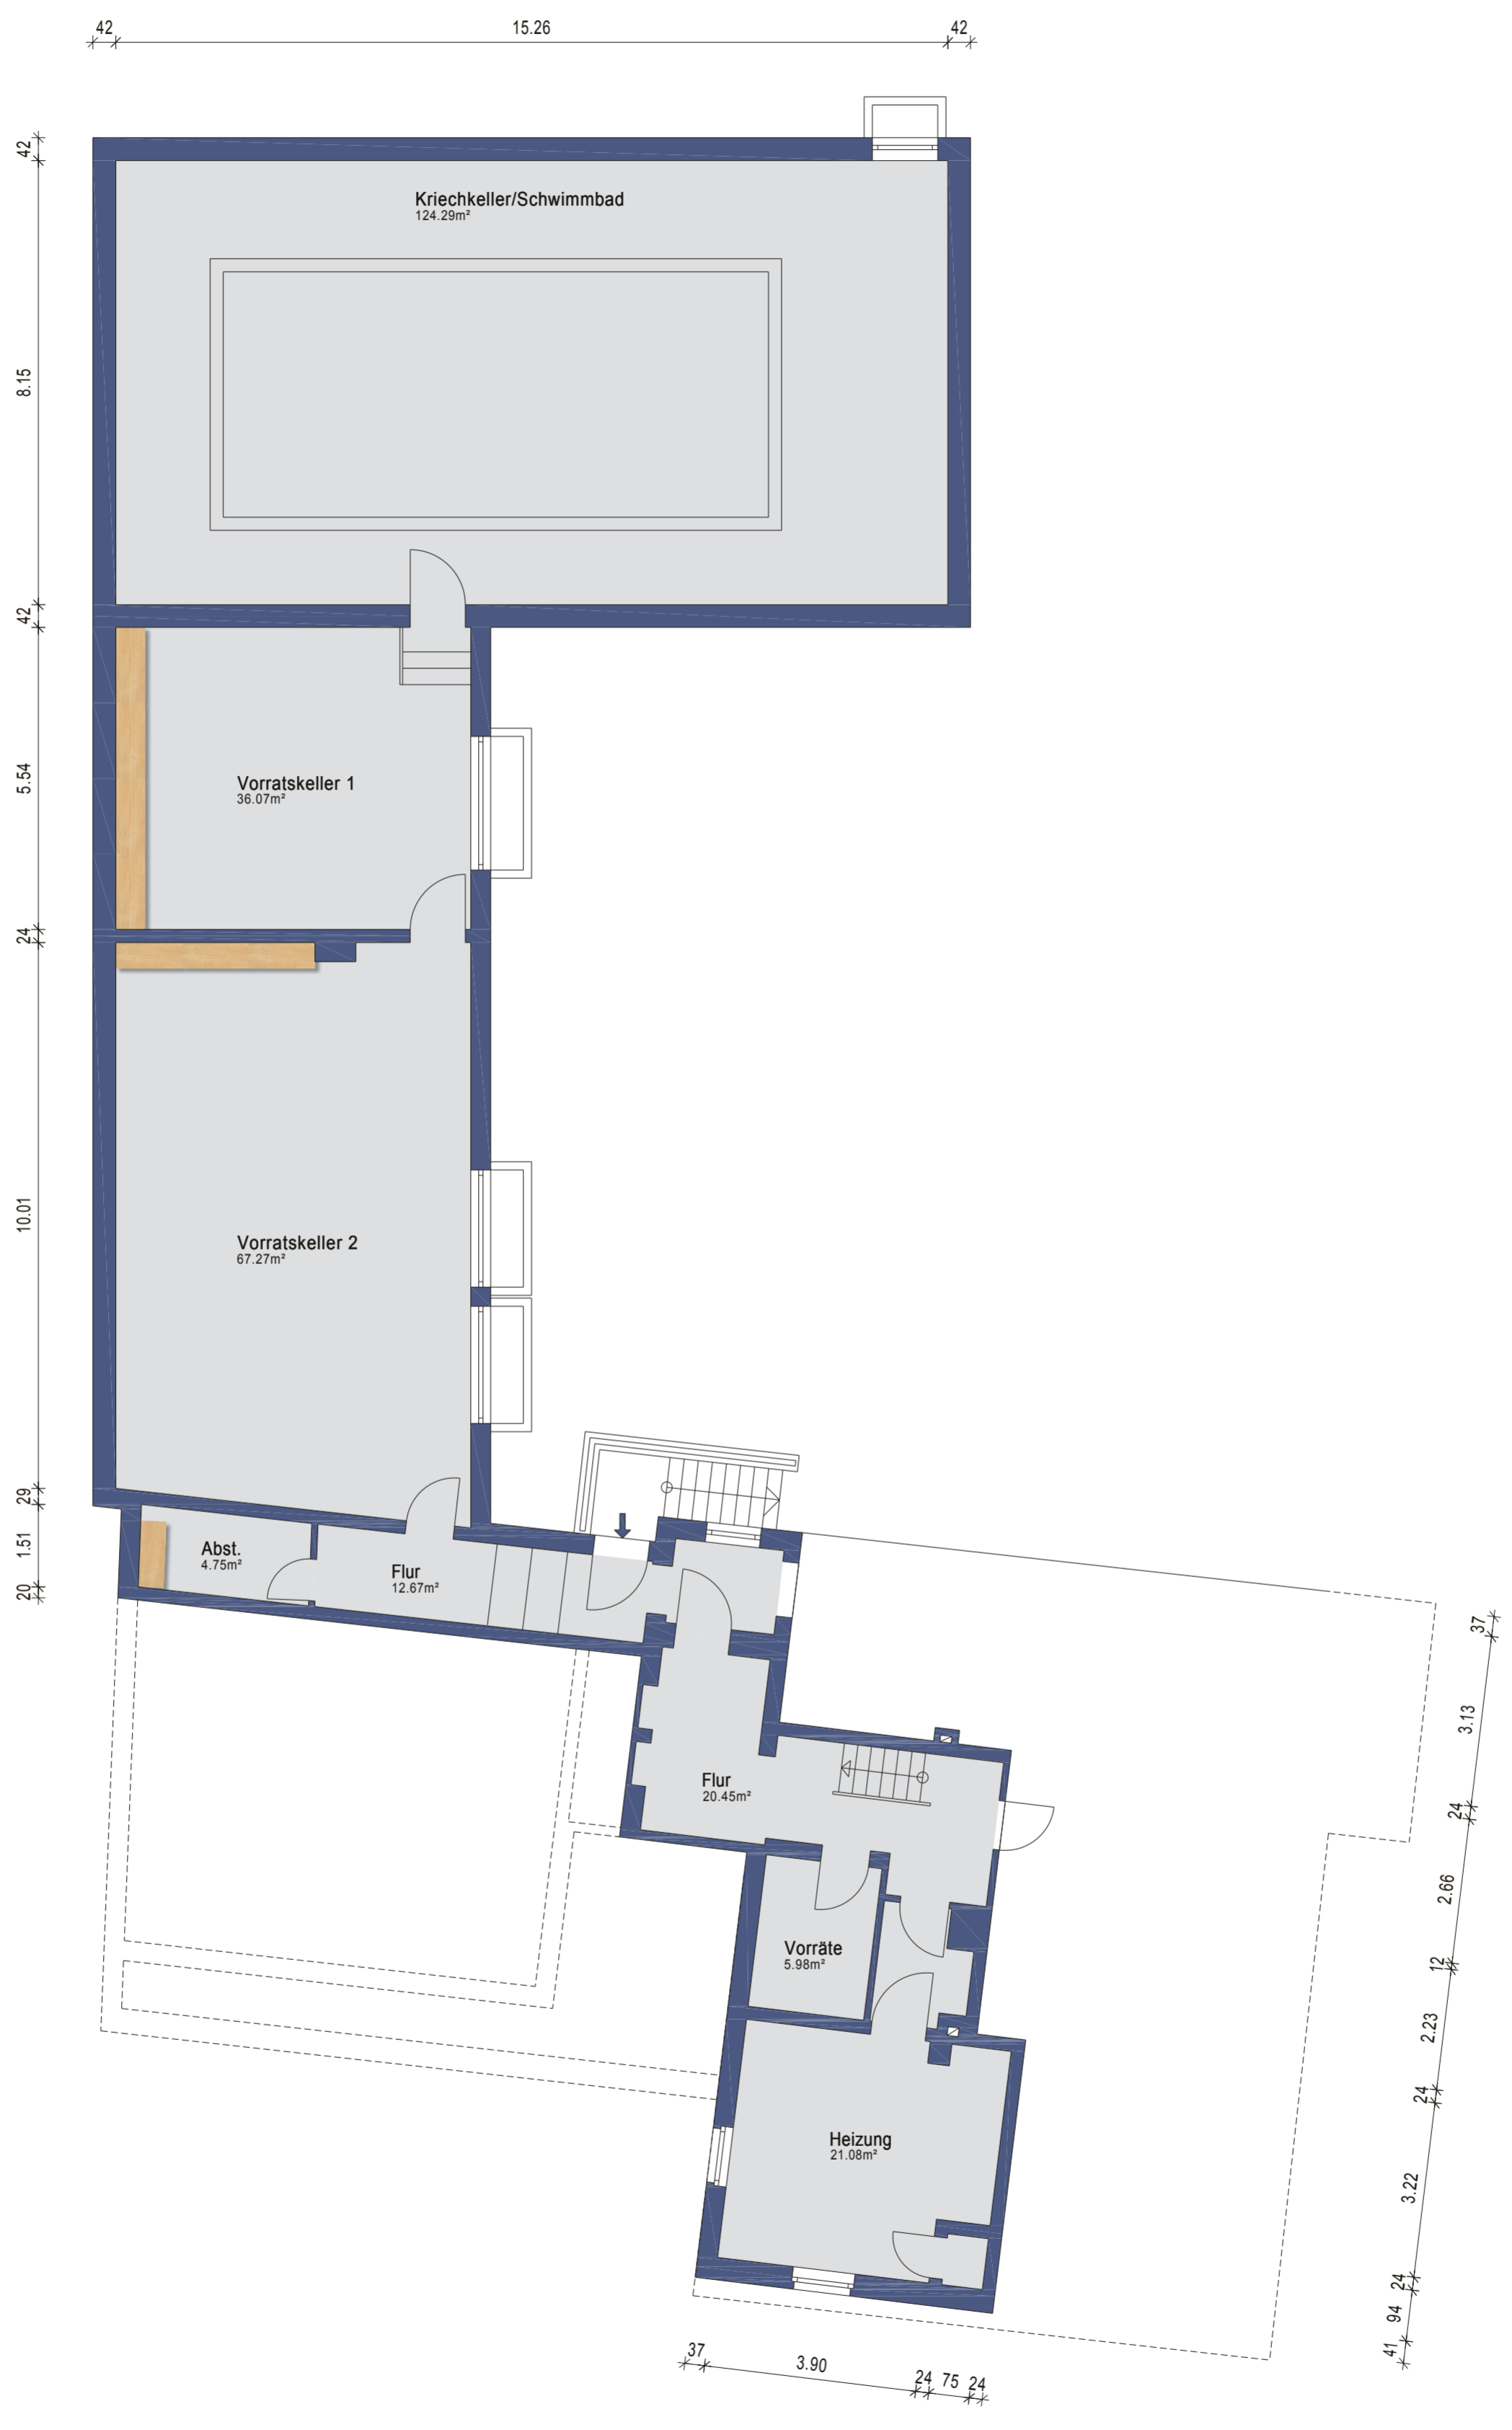 42
15.26
42
42
8.15
42
5.54
24
10.01
29
1.51
20
Kriechkeller/Schwimmbad
124.29m²
Vorratskeller 1
36.07m²
Vorratskeller 2
67.27m²
Abst.
4.75m²
Flur
12.67m²
Flur
20.45m²
Vorräte
5.98m²
Heizung
21.08m²
37
3.13
24
2.66
12
2.23
24
3.22
24
94
41
37
3.90
24
75
24